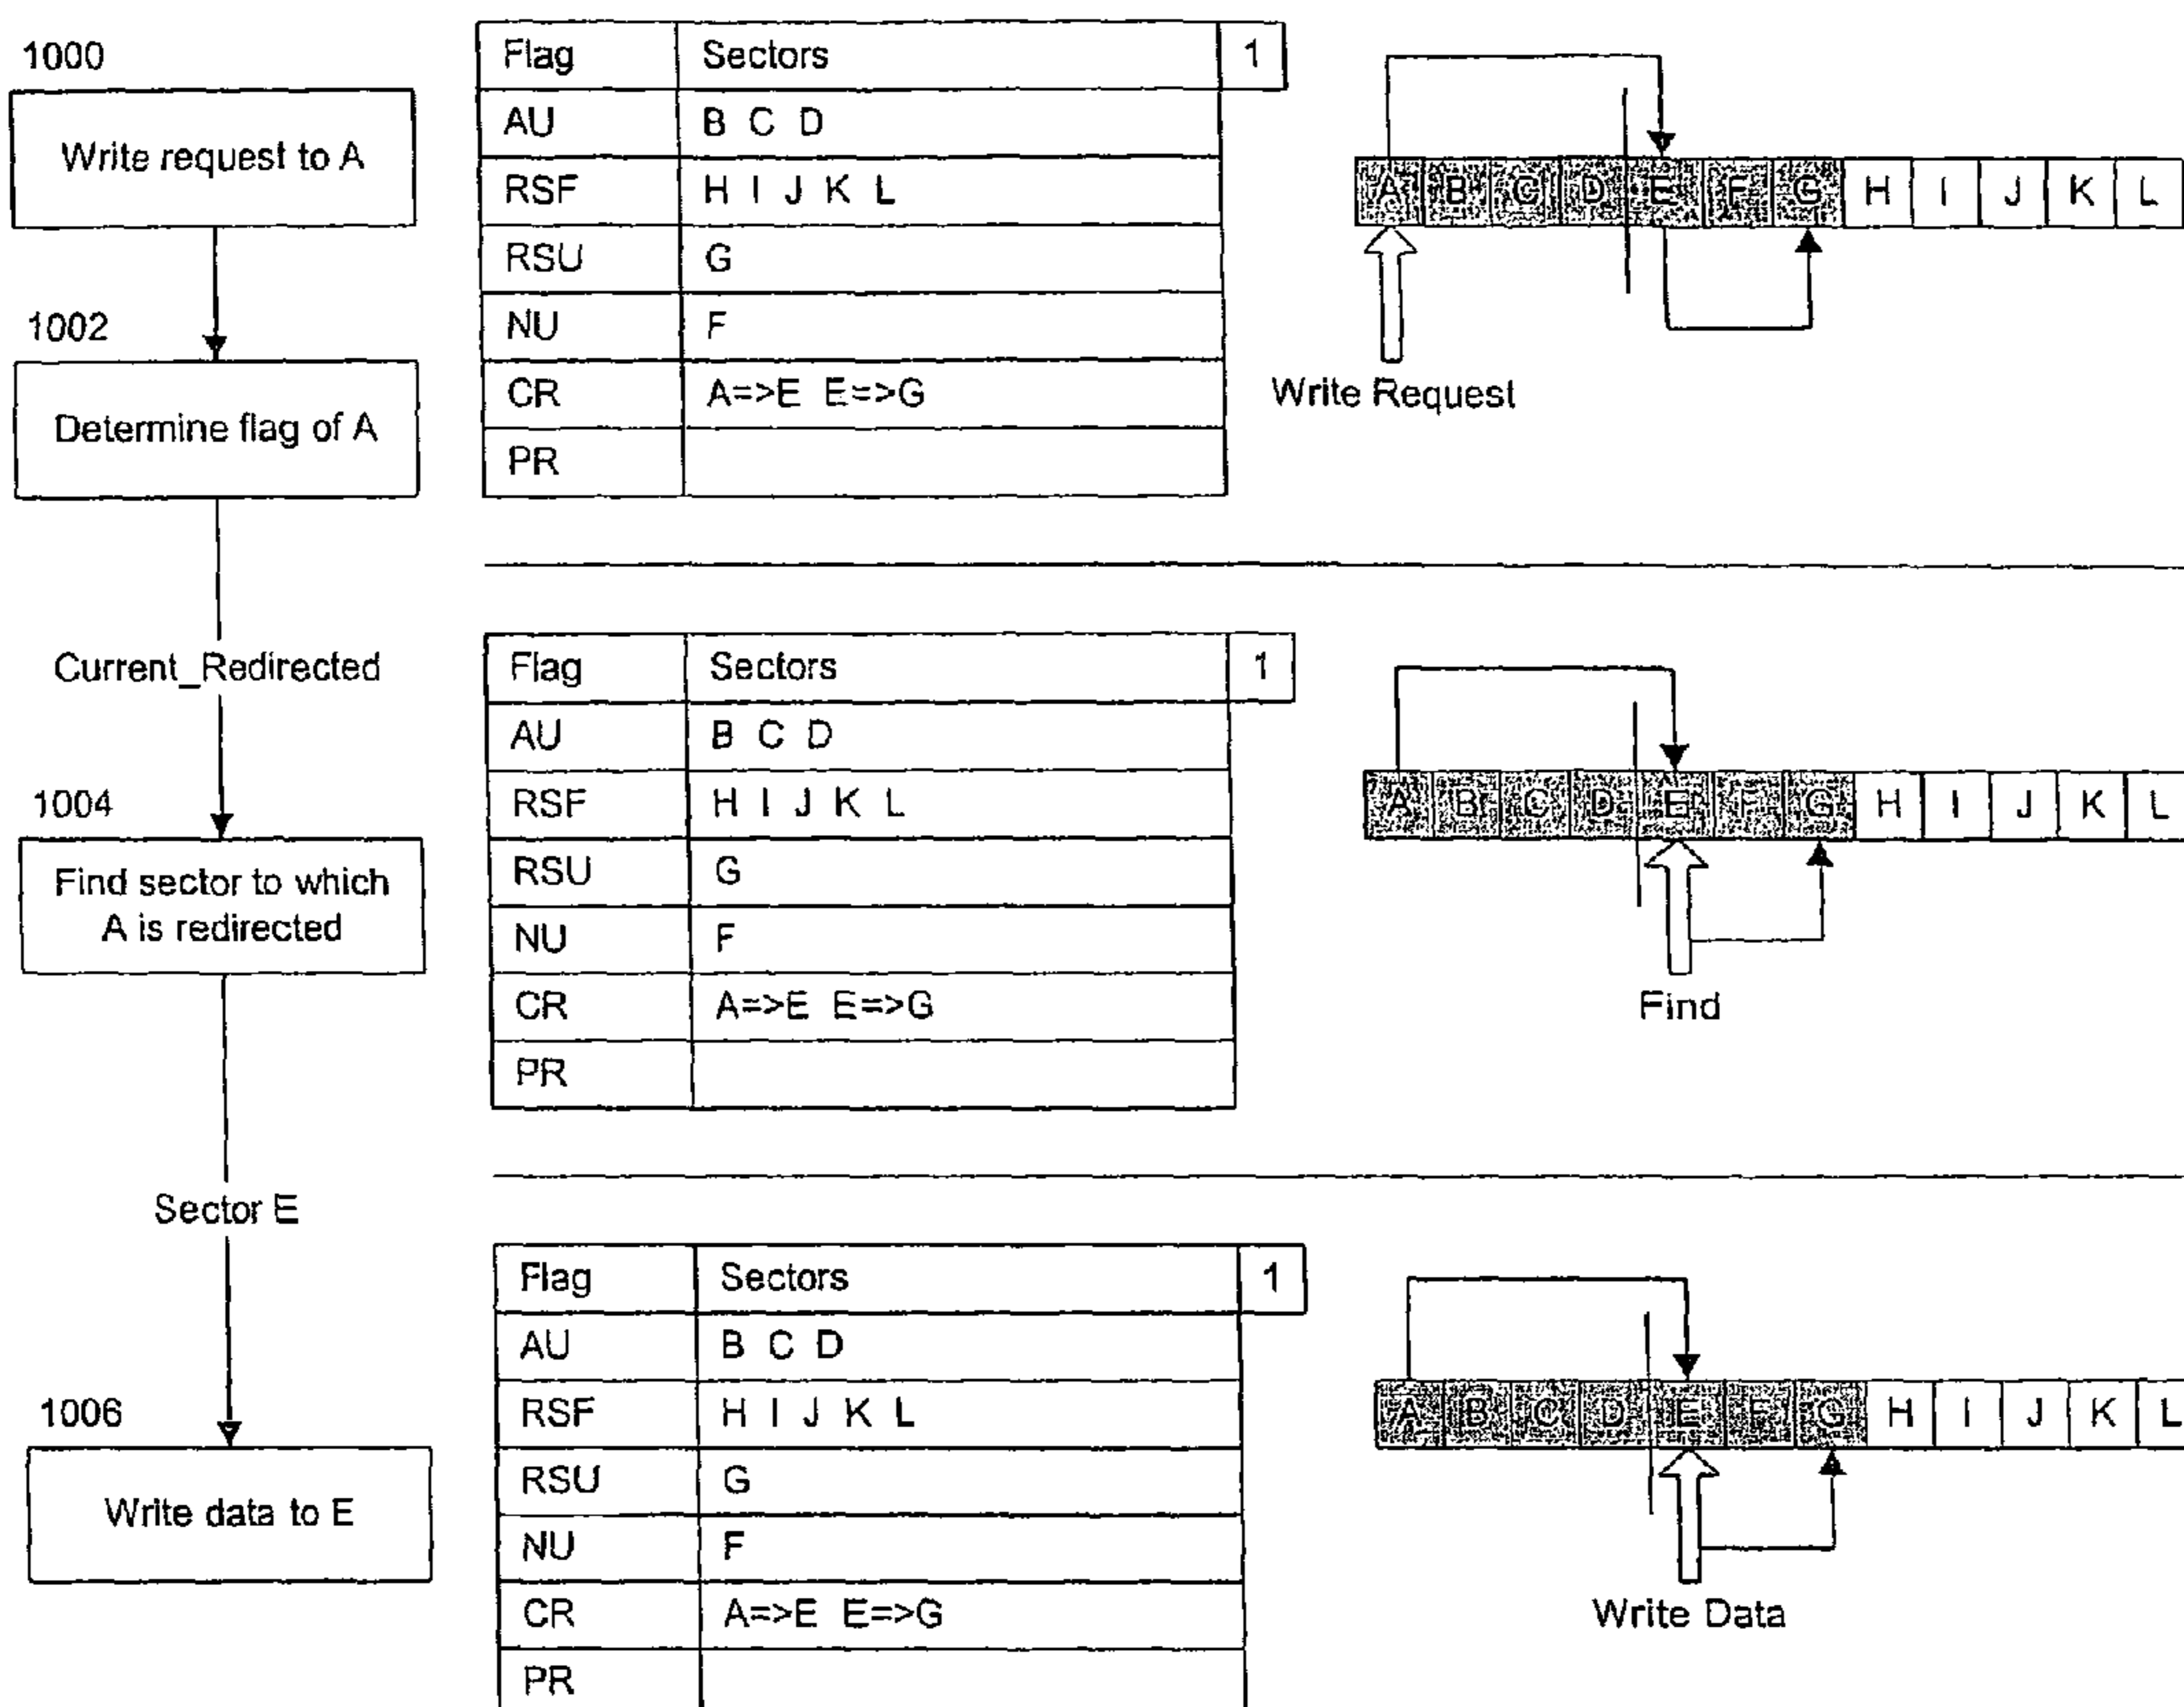 1000
Write request to A
1002
Determine flag of A
Current_Redirected
1004
Find sector to which
A is redirected
Sector E
1006
Write data to E
Flag Sectors 1
AU B C D
RSF H I J K L
RSU G
NU F
CR A=>E E=>G
PR
A B C D E F G H I J K L
Write Request
Flag Sectors 1
AU B C D
RSF H I J K L
RSU G
NU F
CR A=>E E=>G
PR
A B C D E F G H I J K L
Find
Flag Sectors 1
AU B C D
RSF H I J K L
RSU G
NU F
CR A=>E E=>G
PR
A B C D E F G H I J K L
Write Data